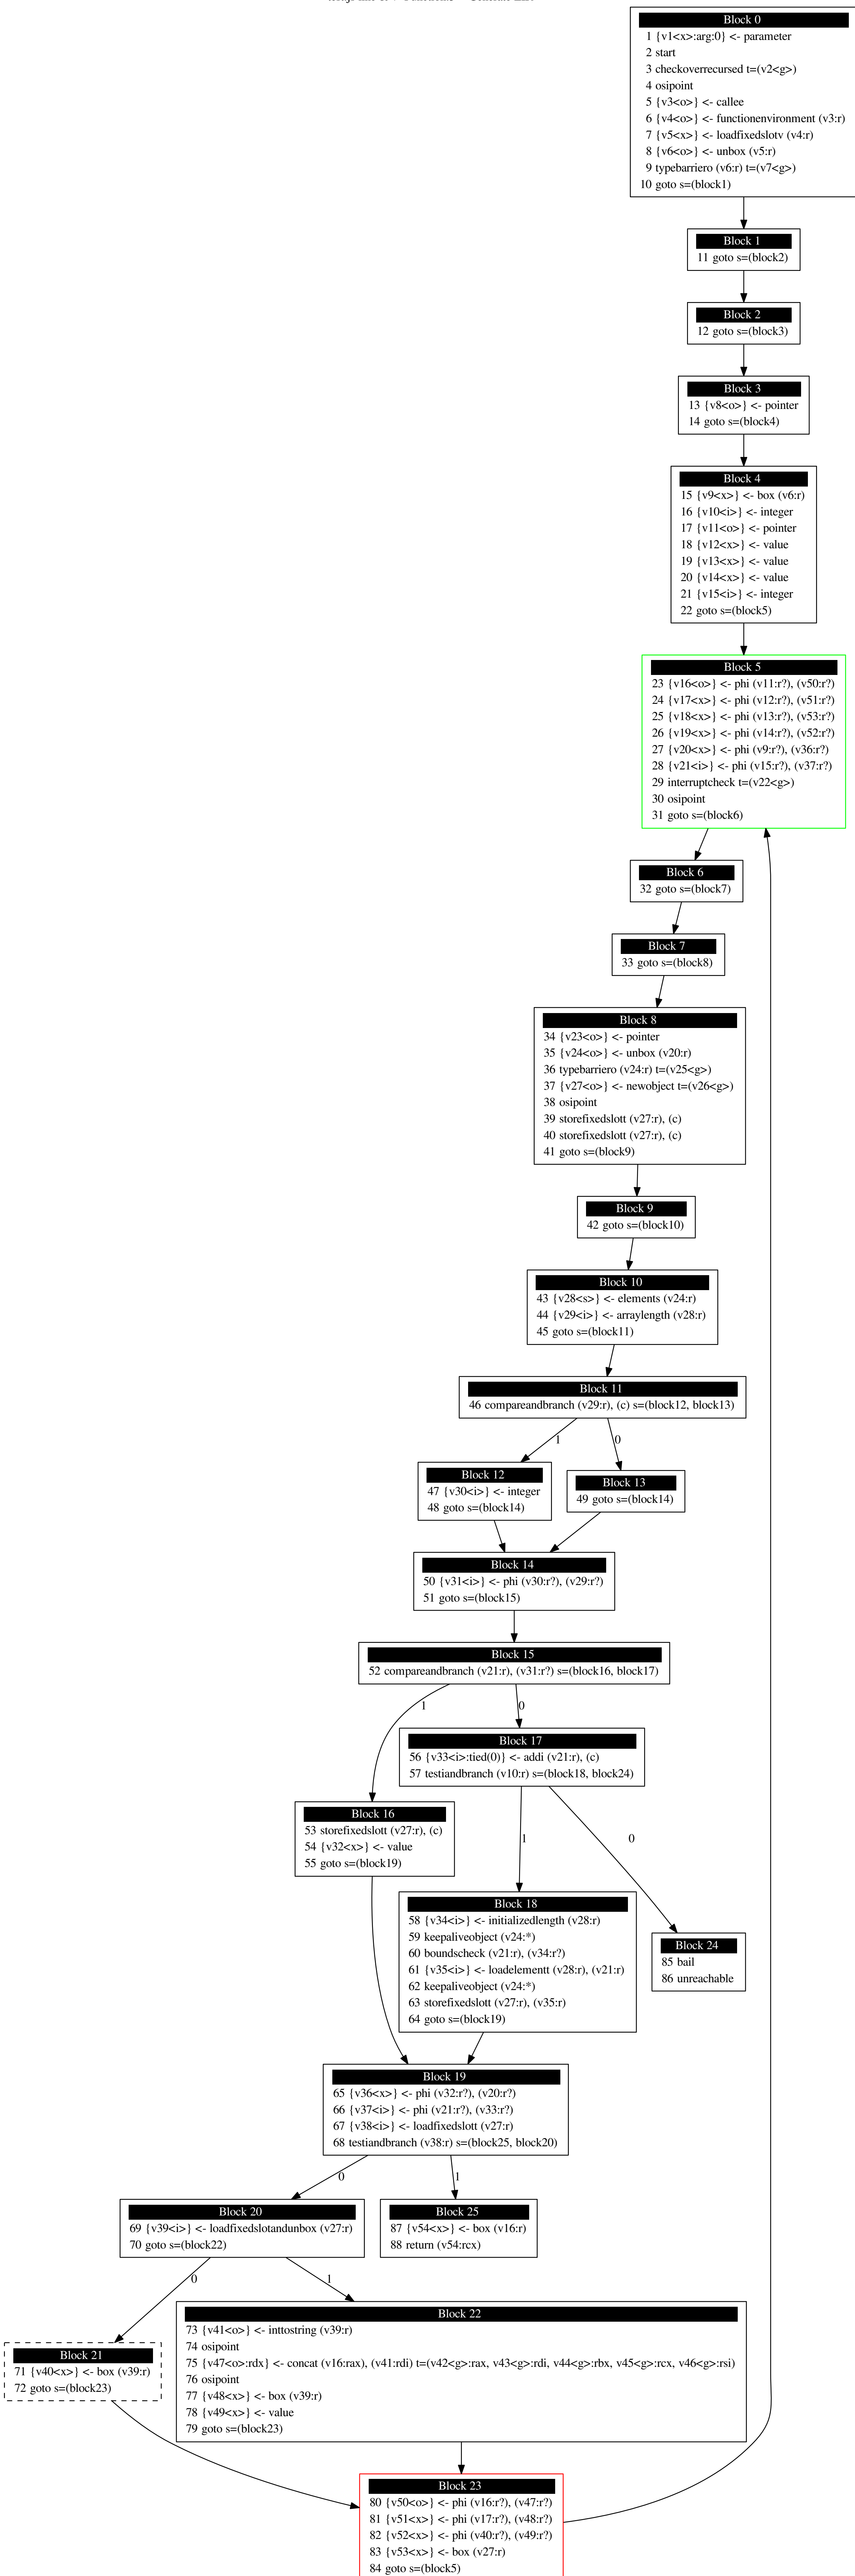 Block 0
1 {v1<x>:arg:0} <- parameter
2 start
3 checkoverrecursed t=(v2<g>)
4 osipoint
5 {v3<o>} <- callee
6 {v4<o>} <- functionenvironment (v3:r)
7 {v5<x>} <- loadfixedslotv (v4:r)
8 {v6<o>} <- unbox (v5:r)
9 typebarriero (v6:r) t=(v7<g>)
10 goto s=(block1)
Block 1
11 goto s=(block2)
Block 2
12 goto s=(block3)
Block 3
13 {v8<o>} <- pointer
14 goto s=(block4)
Block 4
15 {v9<x>} <- box (v6:r)
16 {v10<i>} <- integer
17 {v11<o>} <- pointer
18 {v12<x>} <- value
19 {v13<x>} <- value
20 {v14<x>} <- value
21 {v15<i>} <- integer
22 goto s=(block5)
Block 5
23 {v16<o>} <- phi (v11:r?), (v50:r?)
24 {v17<x>} <- phi (v12:r?), (v51:r?)
25 {v18<x>} <- phi (v13:r?), (v53:r?)
26 {v19<x>} <- phi (v14:r?), (v52:r?)
27 {v20<x>} <- phi (v9:r?), (v36:r?)
28 {v21<i>} <- phi (v15:r?), (v37:r?)
29 interruptcheck t=(v22<g>)
30 osipoint
31 goto s=(block6)
Block 6
32 goto s=(block7)
Block 7
33 goto s=(block8)
Block 8
34 {v23<o>} <- pointer
35 {v24<o>} <- unbox (v20:r)
36 typebarriero (v24:r) t=(v25<g>)
37 {v27<o>} <- newobject t=(v26<g>)
38 osipoint
39 storefixedslott (v27:r), (c)
40 storefixedslott (v27:r), (c)
41 goto s=(block9)
Block 9
42 goto s=(block10)
Block 10
43 {v28<s>} <- elements (v24:r)
44 {v29<i>} <- arraylength (v28:r)
45 goto s=(block11)
Block 11
46 compareandbranch (v29:r), (c) s=(block12, block13)
1
0
Block 12
47 {v30<i>} <- integer
48 goto s=(block14)
Block 13
49 goto s=(block14)
Block 14
50 {v31<i>} <- phi (v30:r?), (v29:r?)
51 goto s=(block15)
Block 15
52 compareandbranch (v21:r), (v31:r?) s=(block16, block17)
1
0
Block 17
56 {v33<i>:tied(0)} <- addi (v21:r), (c)
57 testiandbranch (v10:r) s=(block18, block24)
Block 16
53 storefixedslott (v27:r), (c)
54 {v32<x>} <- value
55 goto s=(block19)
1
0
Block 18
58 {v34<i>} <- initializedlength (v28:r)
59 keepaliveobject (v24:*)
60 boundscheck (v21:r), (v34:r?)
61 {v35<i>} <- loadelementt (v28:r), (v21:r)
62 keepaliveobject (v24:*)
63 storefixedslott (v27:r), (v35:r)
64 goto s=(block19)
Block 24
85 bail
86 unreachable
Block 19
65 {v36<x>} <- phi (v32:r?), (v20:r?)
66 {v37<i>} <- phi (v21:r?), (v33:r?)
67 {v38<i>} <- loadfixedslott (v27:r)
68 testiandbranch (v38:r) s=(block25, block20)
0
1
Block 20
69 {v39<i>} <- loadfixedslotandunbox (v27:r)
70 goto s=(block22)
Block 25
87 {v54<x>} <- box (v16:r)
88 return (v54:rcx)
0
1
Block 22
73 {v41<o>} <- inttostring (v39:r)
74 osipoint
75 {v47<o>:rdx} <- concat (v16:rax), (v41:rdi) t=(v42<g>:rax, v43<g>:rdi, v44<g>:rbx, v45<g>:rcx, v46<g>:rsi)
76 osipoint
77 {v48<x>} <- box (v39:r)
78 {v49<x>} <- value
79 goto s=(block23)
Block 21
71 {v40<x>} <- box (v39:r)
72 goto s=(block23)
Block 23
80 {v50<o>} <- phi (v16:r?), (v47:r?)
81 {v51<x>} <- phi (v17:r?), (v48:r?)
82 {v52<x>} <- phi (v40:r?), (v49:r?)
83 {v53<x>} <- box (v27:r)
84 goto s=(block5)